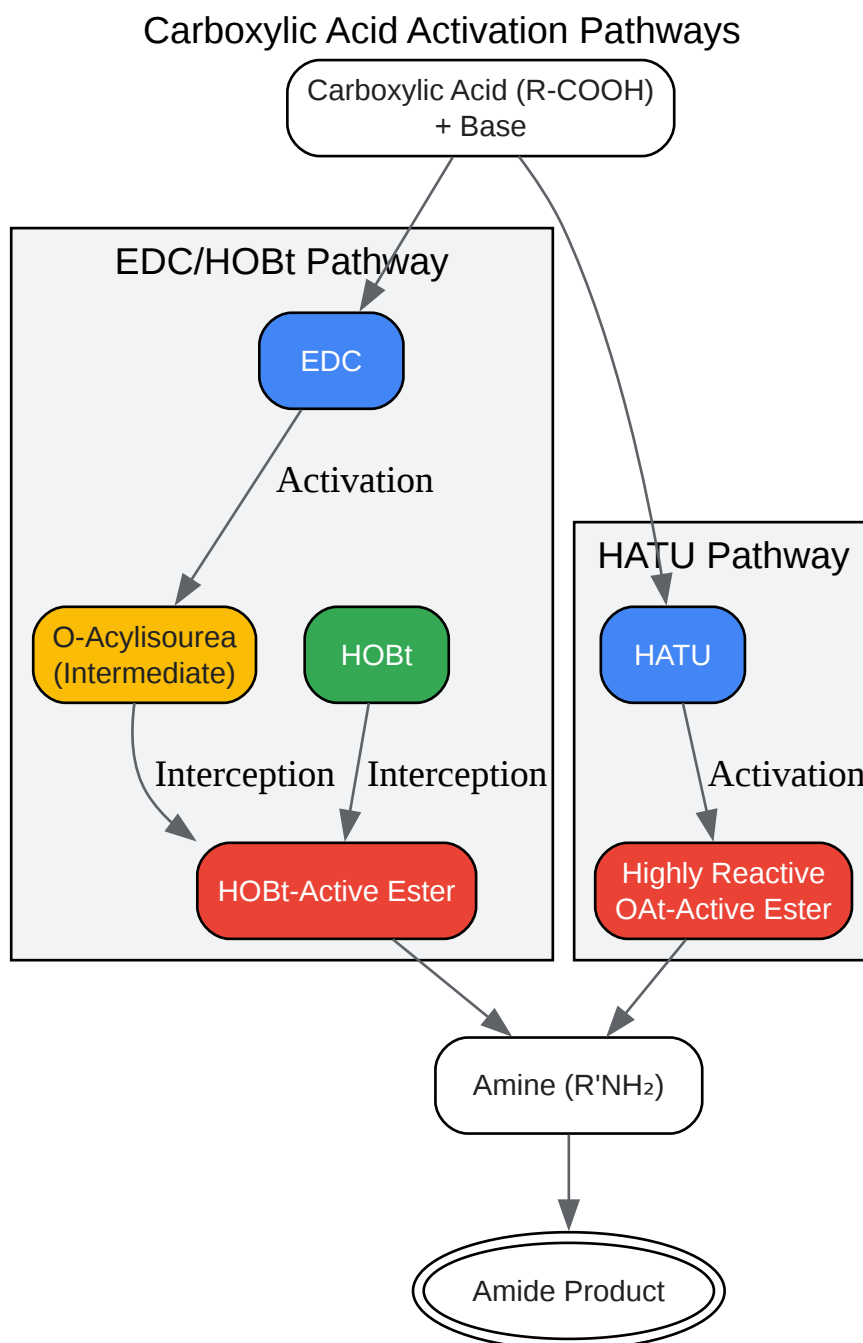 Carboxylic Acid Activation Pathways
Carboxylic Acid (R-COOH)
+ Base
EDC/HOBt Pathway
EDC
Activation
HATU Pathway
O-Acylisourea
(Intermediate)
HOBt
HATU
Interception
Interception
Activation
HOBt-Active Ester
Highly Reactive
OAt-Active Ester
Amine (R'NH₂)
Amide Product